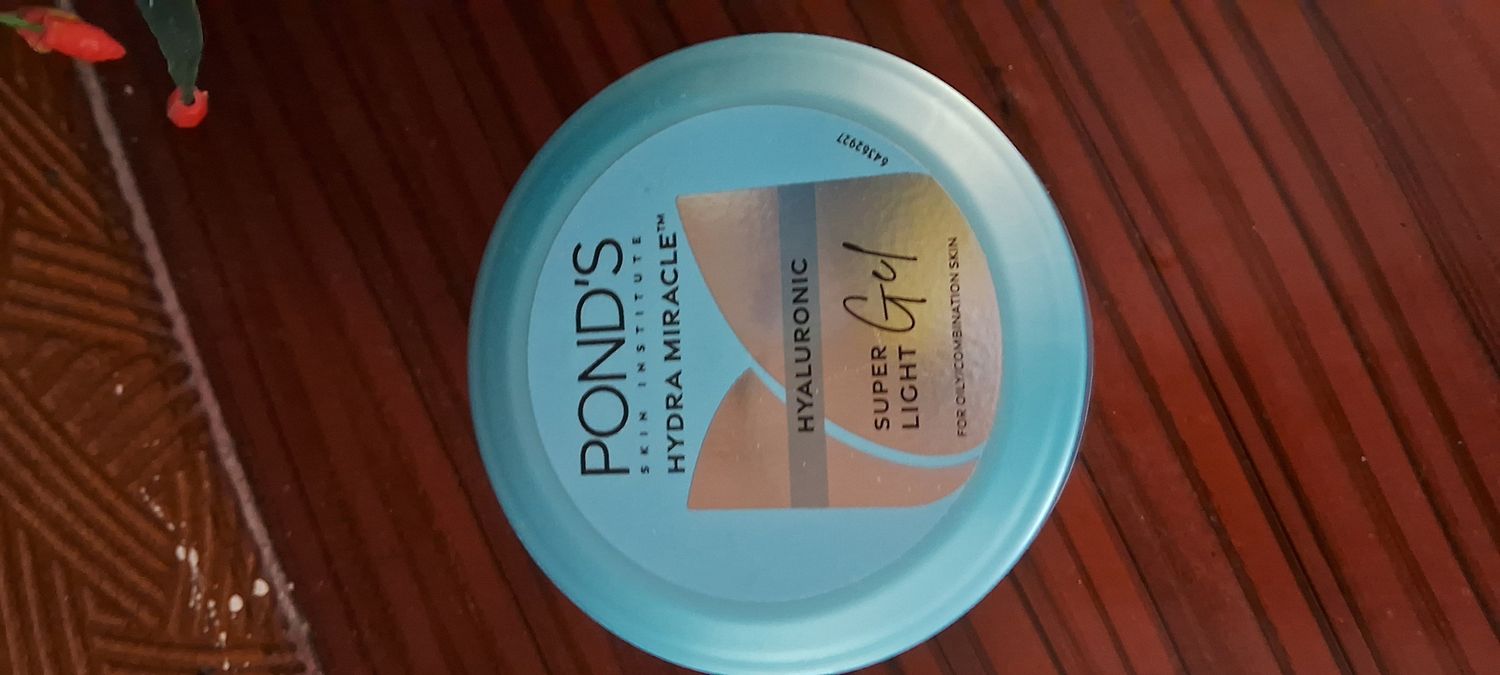 POND'S
SKIN INSTITUTE
HYDRA MIRACLE™
HYALURONIC
SUPER
LIGHT Gel
FOR OILY/COMBINATION SKIN
64362927